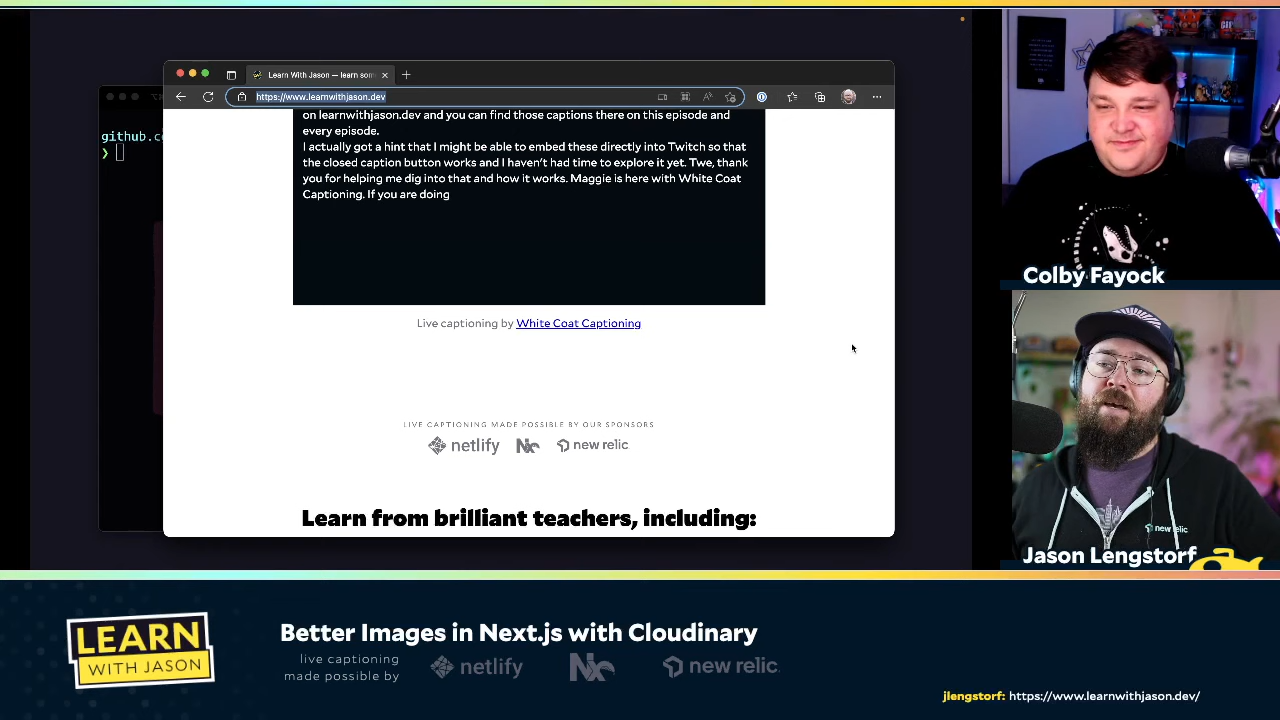 Learn With Jason — learn som
https://www.learnwithjason.dev
github.c
❯
on learnwithjason.dev and you can find those captions there on this episode and
every episode.
I actually got a hint that I might be able to embed these directly into Twitch so that
the closed caption button works and I haven't had time to explore it yet. Twe, thank
you for helping me dig into that and how it works. Maggie is here with White Coat
Captioning. If you are doing
Live captioning by White Coat Captioning
LIVE CAPTIONING MADE POSSIBLE BY OUR SPONSORS
netlify Nx new relic
Learn from brilliant teachers, including:
Colby Fayock
new relic
Jason Lengstorf
LEARN
WITH JASON
Better Images in Next.js with Cloudinary
live captioning
made possible by
netlify Nx new relic
jlengstorf: https://www.learnwithjason.dev/